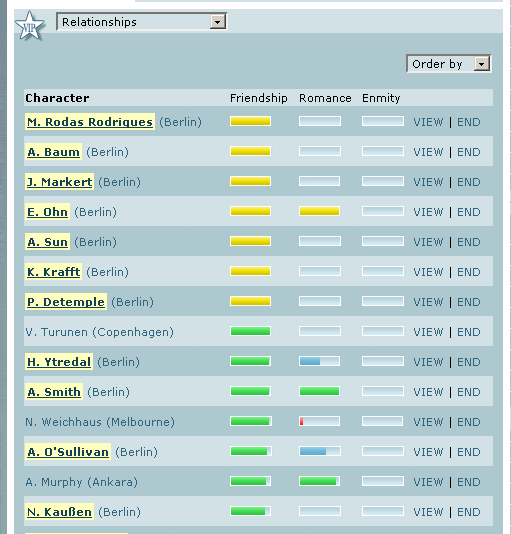 VIP Relationships
Order by
Character Friendship Romance Enmity
M. Rodas Rodriques (Berlin) VIEW | END
A. Baum (Berlin) VIEW | END
J. Markert (Berlin) VIEW | END
E. Ohn (Berlin) VIEW | END
A. Sun (Berlin) VIEW | END
K. Krafft (Berlin) VIEW | END
P. Detemple (Berlin) VIEW | END
V. Turunen (Copenhagen) VIEW | END
H. Ytredal (Berlin) VIEW | END
A. Smith (Berlin) VIEW | END
N. Weichhaus (Melbourne) VIEW | END
A. O'Sullivan (Berlin) VIEW | END
A. Murphy (Ankara) VIEW | END
N. Kaußen (Berlin) VIEW | END